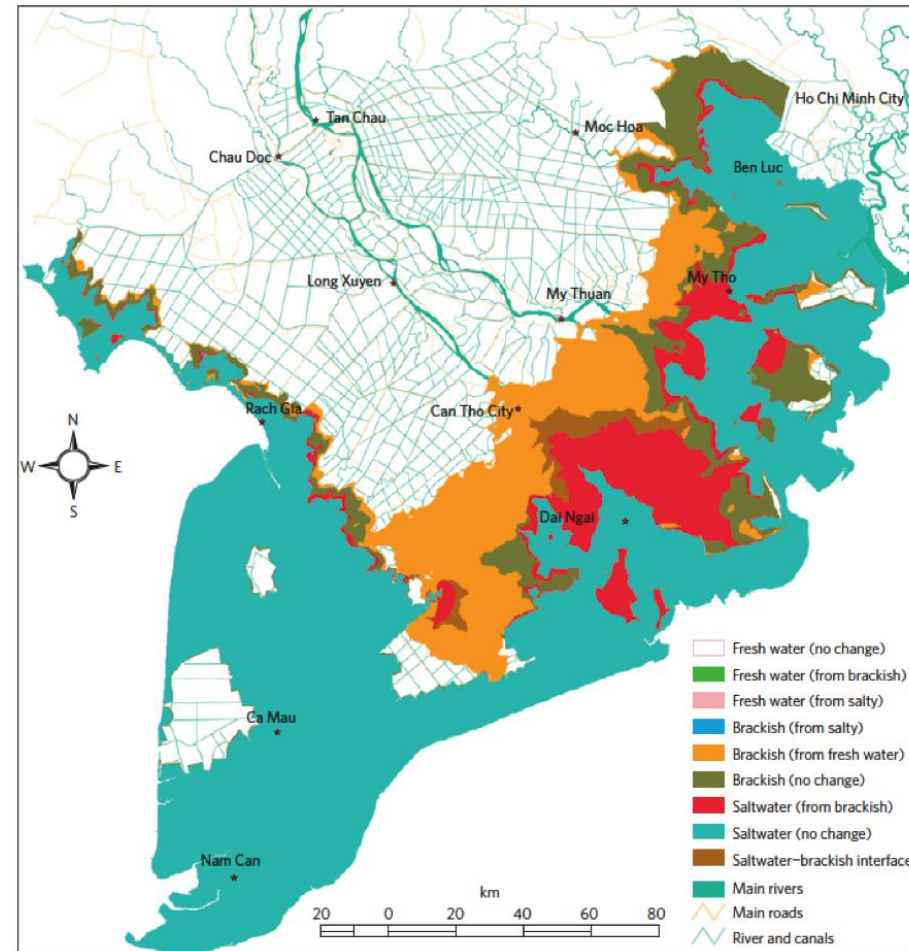 Ho Chi Minh City
Tan Chau
Moc Hoa
Chau Doc
Ben Luc
Long Xuyen
My Tho
My Thuan
Rach Gia
Can Tho City
N
W
E
S
Dai Ngai
Ca Mau
Nam Can
Fresh water (no change)
Fresh water (from brackish)
Fresh water (from salty)
Brackish (from salty)
Brackish (from fresh water)
Brackish (no change)
Saltwater (from brackish)
Saltwater (no change)
Saltwater–brackish interface
Main rivers
Main roads
River and canals
km
20 0 20 40 60 80